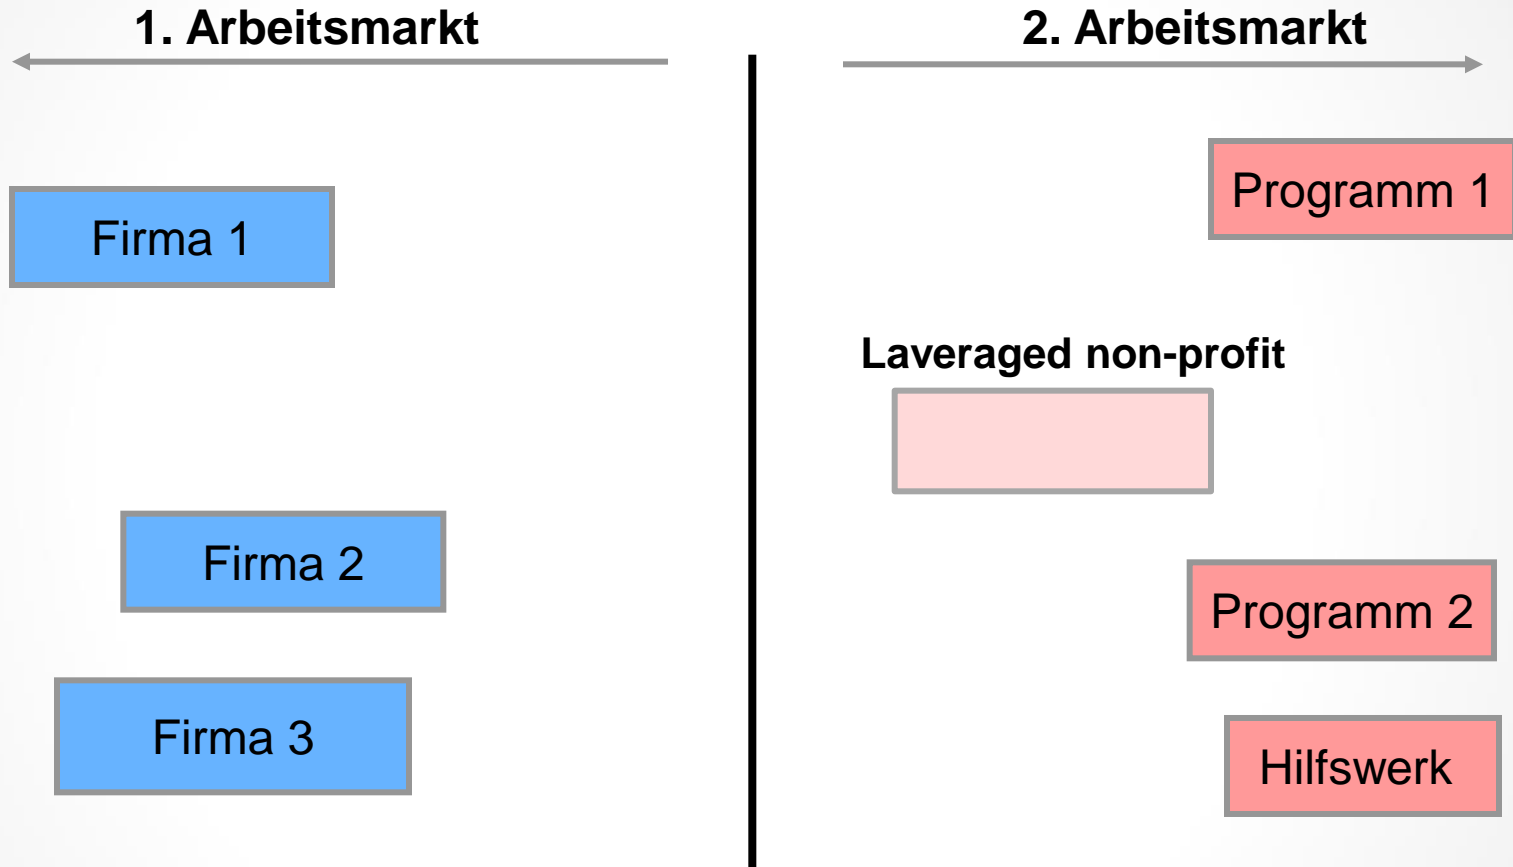 1. Arbeitsmarkt
2. Arbeitsmarkt
Programm 1
Firma 1
Laveraged non-profit
Firma 2
Programm 2
Firma 3
Hilfswerk